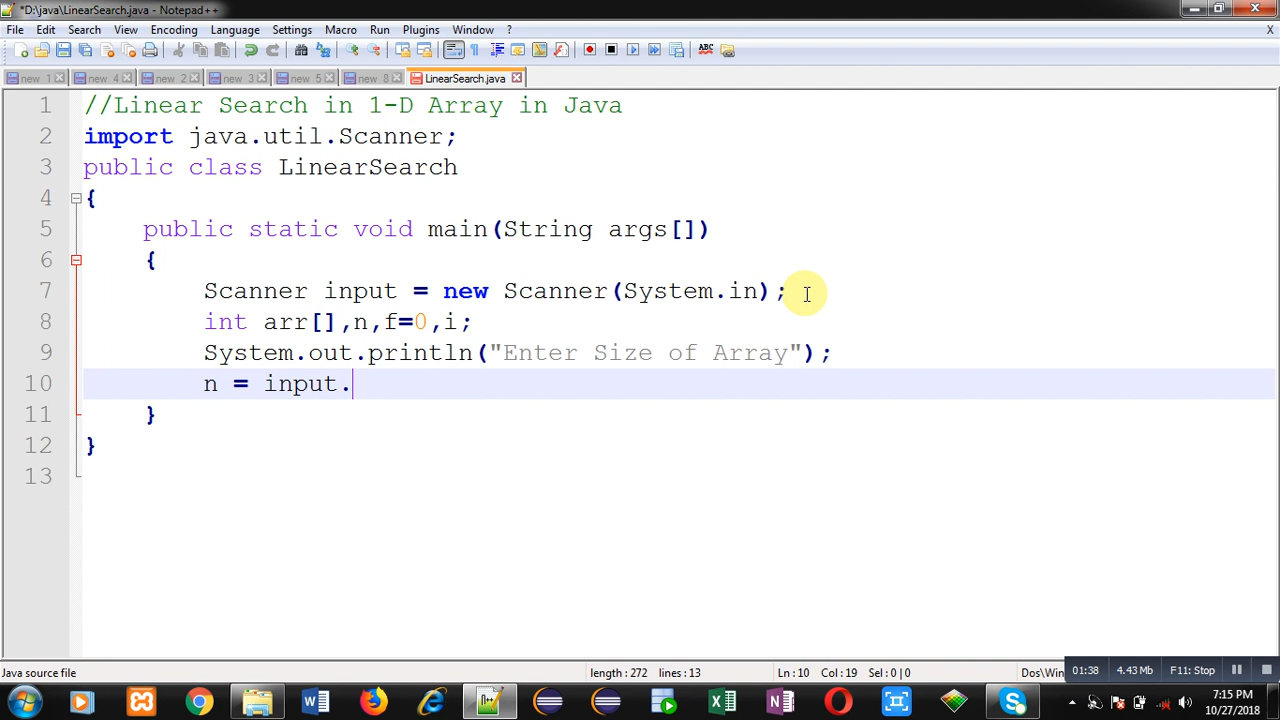 *D:\java\LinearSearch.java - Notepad++
File Edit Search View Encoding Language Settings Macro Run Plugins Window ? X
new 1 new 4 new 2 new 3 new 5 new 8 LinearSearch.java
1 //Linear Search in 1-D Array in Java
2 import java.util.Scanner;
3 public class LinearSearch
4 {
5 public static void main(String args[])
6 {
7 Scanner input = new Scanner(System.in);
8 int arr[],n,f=0,i;
9 System.out.println("Enter Size of Array");
10 n = input.
11 }
12 }
13
Java source file length : 272 lines : 13 Ln : 10 Col : 19 Sel : 0 | 0 Dos\Win
01:38 4.43 Mb F11: Stop
7:15 PM
10/27/2018